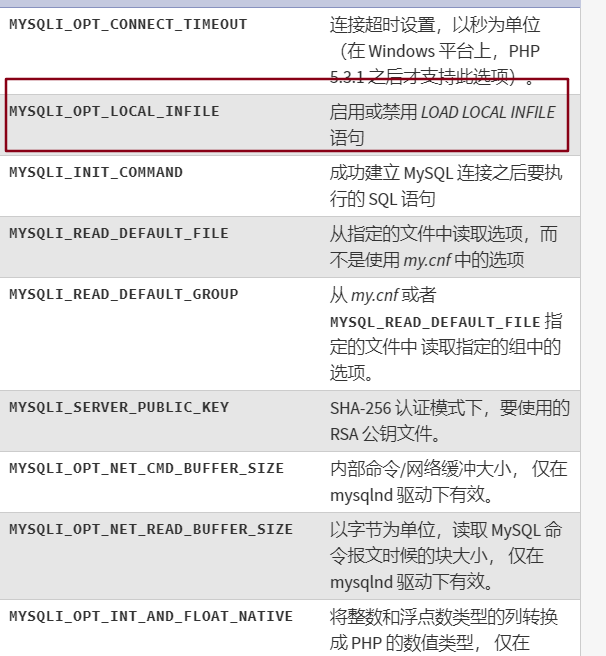 MYSQLI_OPT_CONNECT_TIMEOUT 连接超时设置，以秒为单位
（在 Windows 平台上，PHP
5.3.1 之后才支持此选项）。
MYSQLI_OPT_LOCAL_INFILE 启用或禁用 LOAD LOCAL INFILE
语句
MYSQLI_INIT_COMMAND 成功建立 MySQL 连接之后要执
行的 SQL 语句
MYSQLI_READ_DEFAULT_FILE 从指定的文件中读取选项，而
不是使用 my.cnf 中的选项
MYSQLI_READ_DEFAULT_GROUP 从 my.cnf 或者
MYSQL_READ_DEFAULT_FILE 指
定的文件中 读取指定的组中的
选项。
MYSQLI_SERVER_PUBLIC_KEY SHA-256 认证模式下，要使用的
RSA 公钥文件。
MYSQLI_OPT_NET_CMD_BUFFER_SIZE 内部命令/网络缓冲大小， 仅在
mysqlnd 驱动下有效。
MYSQLI_OPT_NET_READ_BUFFER_SIZE 以字节为单位，读取 MySQL 命
令报文时候的块大小， 仅在
mysqlnd 驱动下有效。
MYSQLI_OPT_INT_AND_FLOAT_NATIVE 将整数和浮点数类型的列转换
成 PHP 的数值类型， 仅在